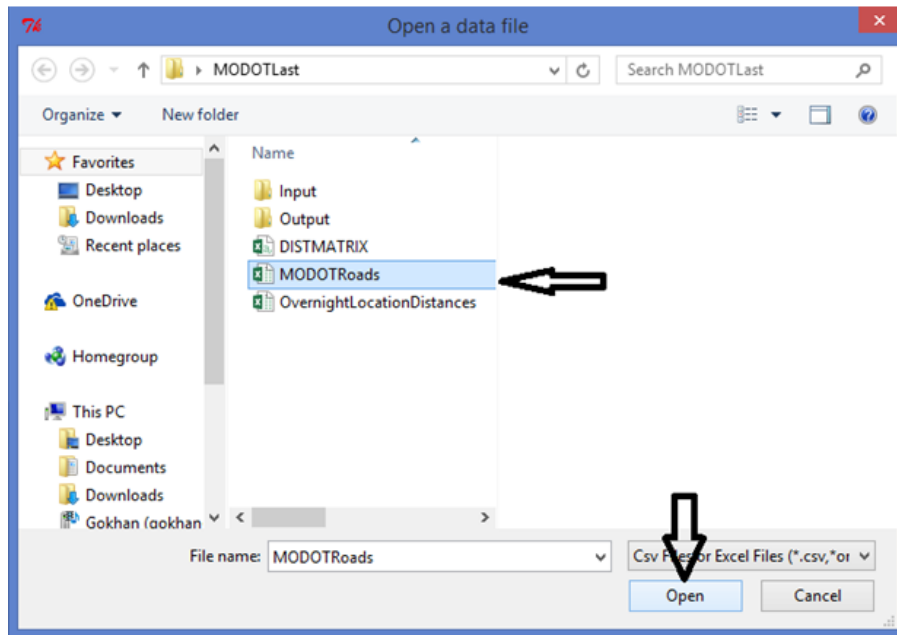 Open a data file
MODOTLast
Search MODOTLast
Organize
New folder
Favorites
Desktop
Downloads
Recent places
OneDrive
Homegroup
This PC
Desktop
Documents
Downloads
Gokhan (gokhan
Name
Input
Output
DISTMATRIX
MODOTRoads
OvernightLocationDistances
File name: MODOTRoads
Csv Files or Excel Files (*.csv,*or
Open
Cancel